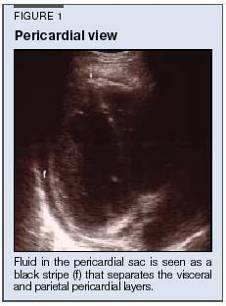 FIGURE 1
Pericardial view
f
Fluid in the pericardial sac is seen as a
black stripe (f) that separates the visceral
and parietal pericardial layers.